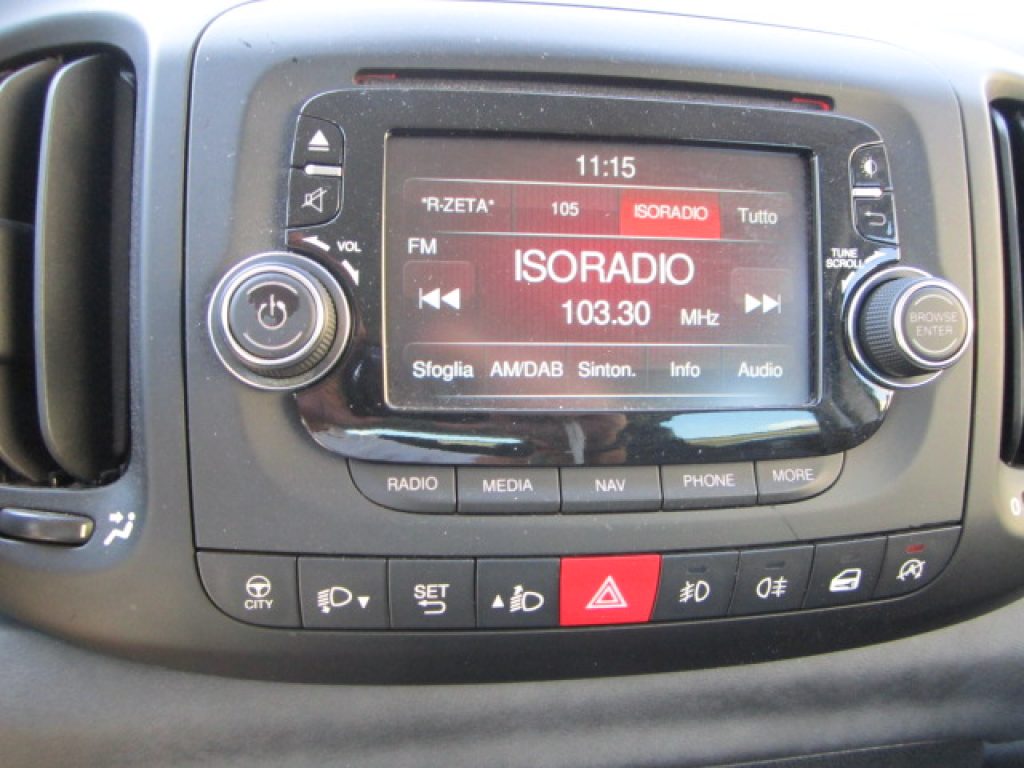 11:15
*R-ZETA* 105 ISORADIO Tutto
VOL
FM
ISORADIO
103.30 MHz
TUNE
SCROLL
BROWSE
ENTER
Sfoglia AM/DAB Sinton. Info Audio
RADIO MEDIA NAV PHONE MORE
CITY
SET
0